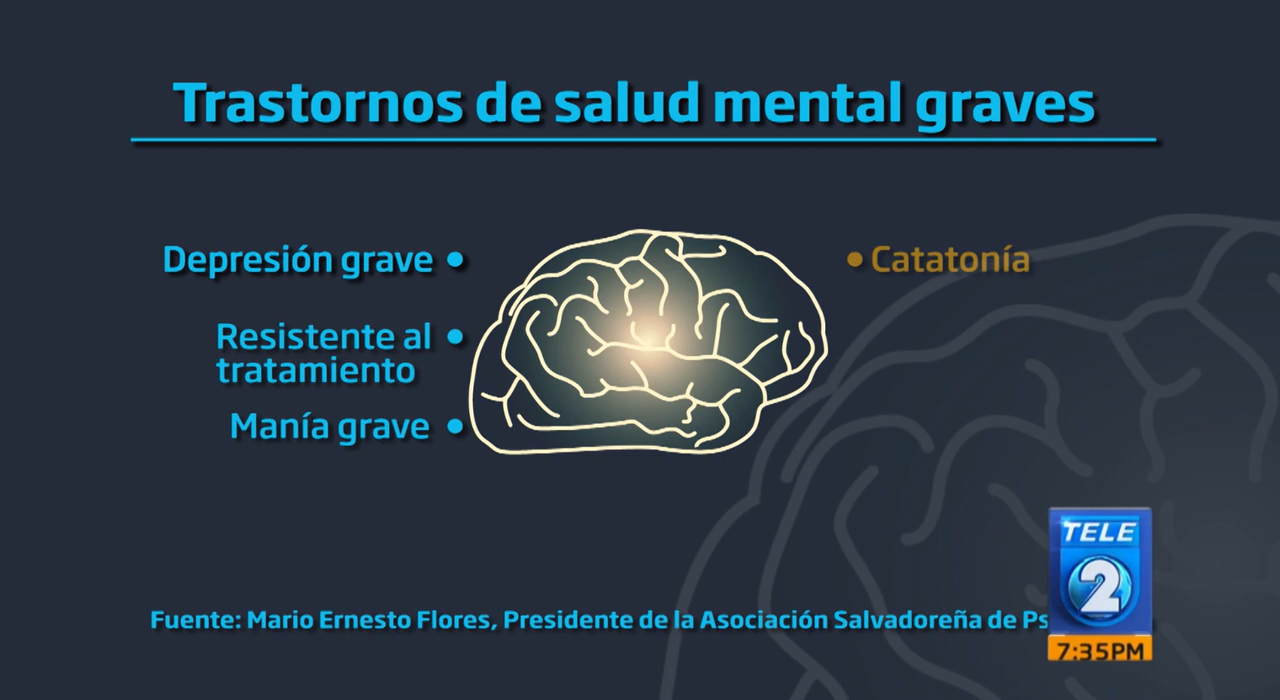 Trastornos de salud mental graves
Depresión grave
Resistente al
tratamiento
Manía grave
Catatonía
Fuente: Mario Ernesto Flores, Presidente de la Asociación Salvadoreña de
TELE
2
7:35PM